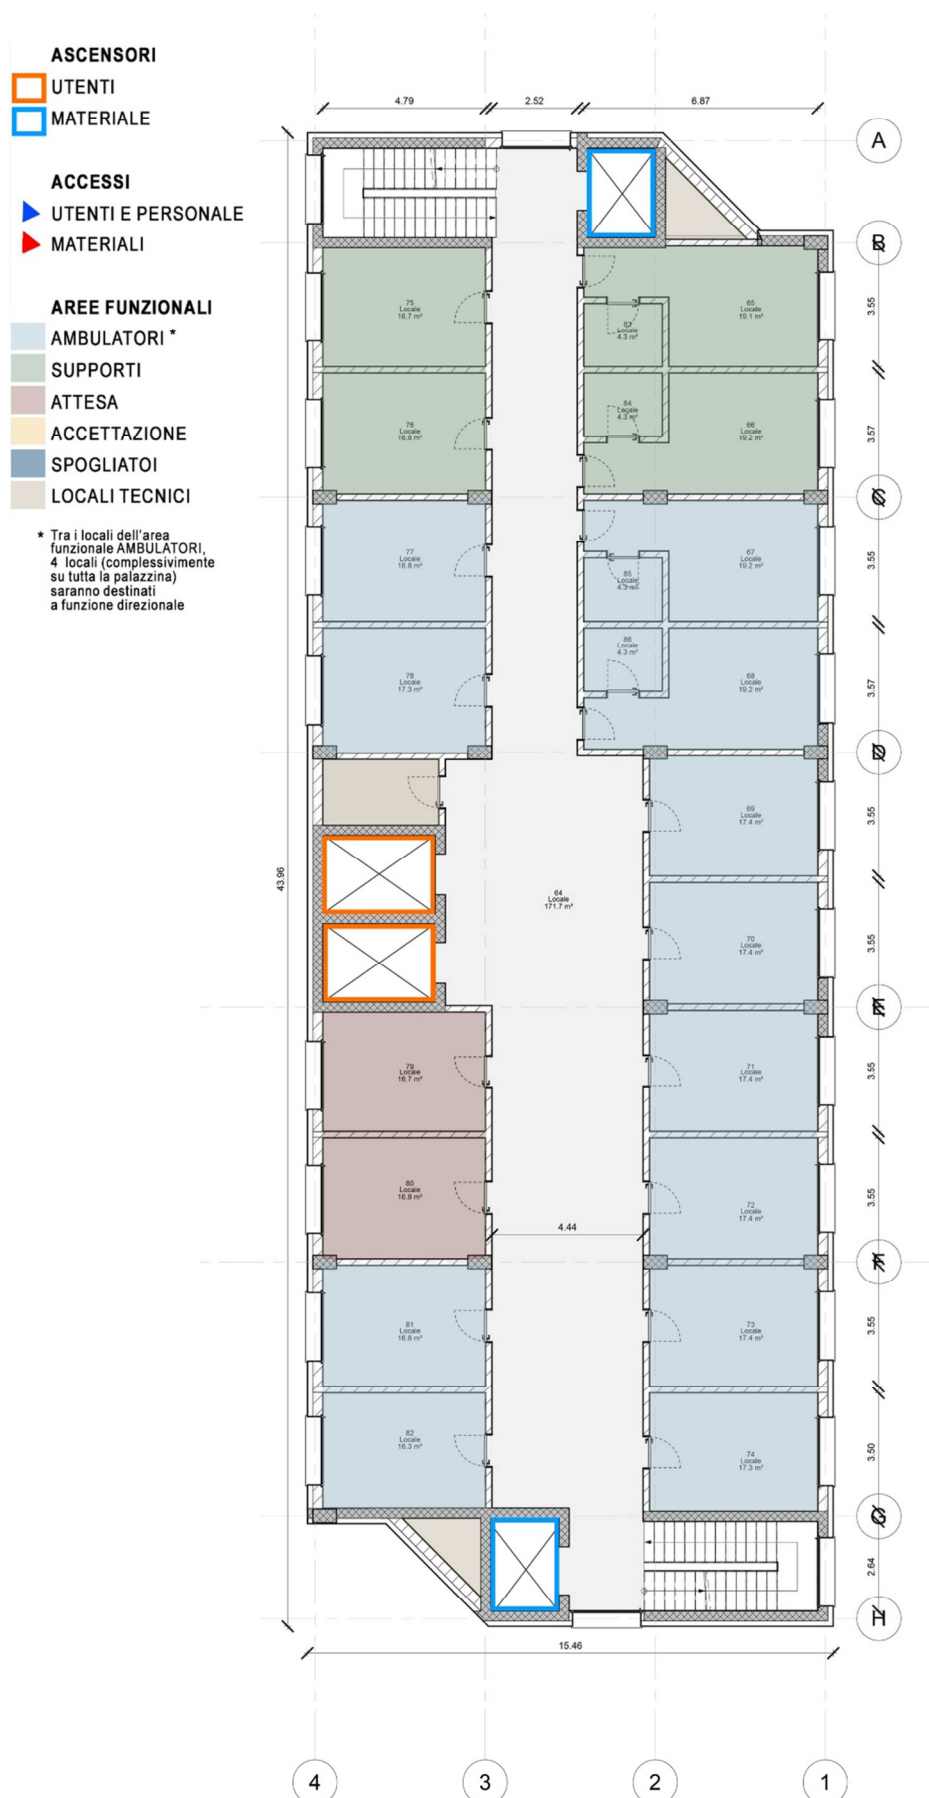 ASCENSORI
UTENTI
MATERIALE
ACCESSI
UTENTI E PERSONALE
MATERIALI
AREE FUNZIONALI
AMBULATORI *
SUPPORTI
ATTESA
ACCETTAZIONE
SPOGLIATOI
LOCALI TECNICI
* Tra i locali dell'area
funzionale AMBULATORI,
4 locali (complessivimente
su tutta la palazzina)
saranno destinati
a funzione direzionale
4.79
2.52
6.87
A
B
3.55
75
Locale
16.7 m²
65
Locale
19.1 m²
83
Locale
4.3 m²
76
Locale
16.8 m²
84
Locale
4.3 m²
66
Locale
19.2 m²
3.57
C
77
Locale
16.8 m²
85
Locale
4.3 m²
67
Locale
19.2 m²
3.55
78
Locale
17.3 m²
86
Locale
4.3 m²
68
Locale
19.2 m²
3.57
D
69
Locale
17.4 m²
3.55
43.96
64
Locale
171.7 m²
70
Locale
17.4 m²
3.55
E
79
Locale
16.7 m²
71
Locale
17.4 m²
3.55
80
Locale
16.8 m²
72
Locale
17.4 m²
3.55
4.44
F
81
Locale
16.8 m²
73
Locale
17.4 m²
3.55
82
Locale
16.3 m²
74
Locale
17.3 m²
3.50
G
2.64
H
15.46
4
3
2
1